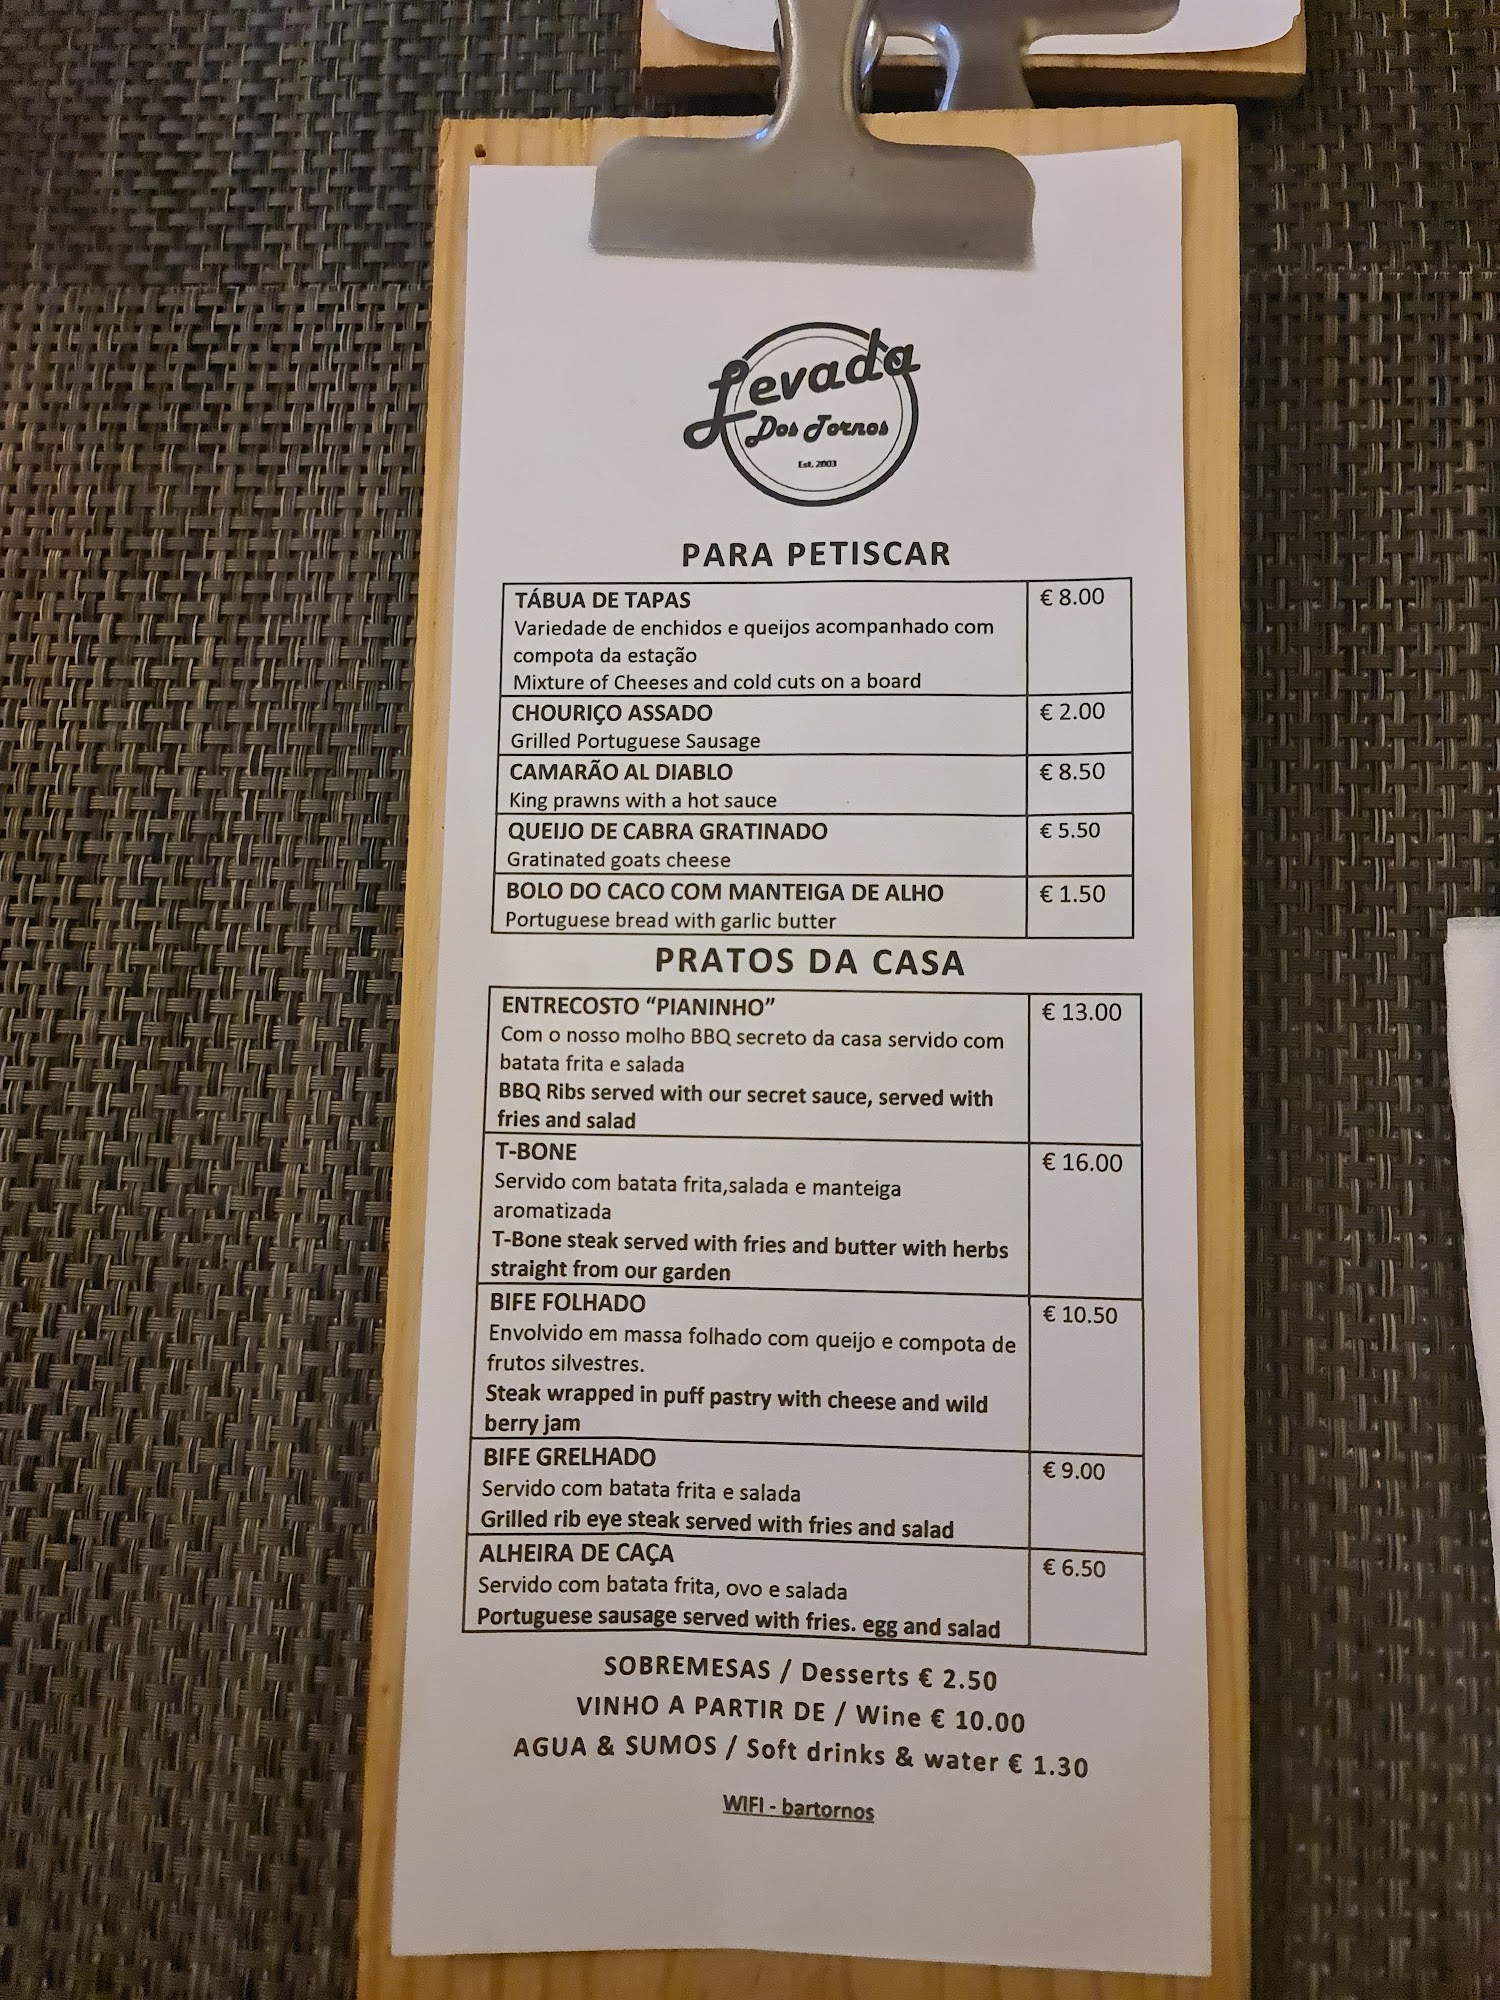 Levada
Dos Tornos
Est. 2003
PARA PETISCAR
TÁBUA DE TAPAS € 8.00
Variedade de enchidos e queijos acompanhado com
compota da estação
Mixture of Cheeses and cold cuts on a board
CHOURIÇO ASSADO € 2.00
Grilled Portuguese Sausage
CAMARÃO AL DIABLO € 8.50
King prawns with a hot sauce
QUEIJO DE CABRA GRATINADO € 5.50
Gratinated goats cheese
BOLO DO CACO COM MANTEIGA DE ALHO € 1.50
Portuguese bread with garlic butter
PRATOS DA CASA
ENTRECOSTO “PIANINHO” € 13.00
Com o nosso molho BBQ secreto da casa servido com
batata frita e salada
BBQ Ribs served with our secret sauce, served with
fries and salad
T-BONE € 16.00
Servido com batata frita,salada e manteiga
aromatizada
T-Bone steak served with fries and butter with herbs
straight from our garden
BIFE FOLHADO € 10.50
Envolvido em massa folhado com queijo e compota de
frutos silvestres.
Steak wrapped in puff pastry with cheese and wild
berry jam
BIFE GRELHADO € 9.00
Servido com batata frita e salada
Grilled rib eye steak served with fries and salad
ALHEIRA DE CAÇA € 6.50
Servido com batata frita, ovo e salada
Portuguese sausage served with fries. egg and salad
SOBREMESAS / Desserts € 2.50
VINHO A PARTIR DE / Wine € 10.00
AGUA & SUMOS / Soft drinks & water € 1.30
WIFI - bartornos